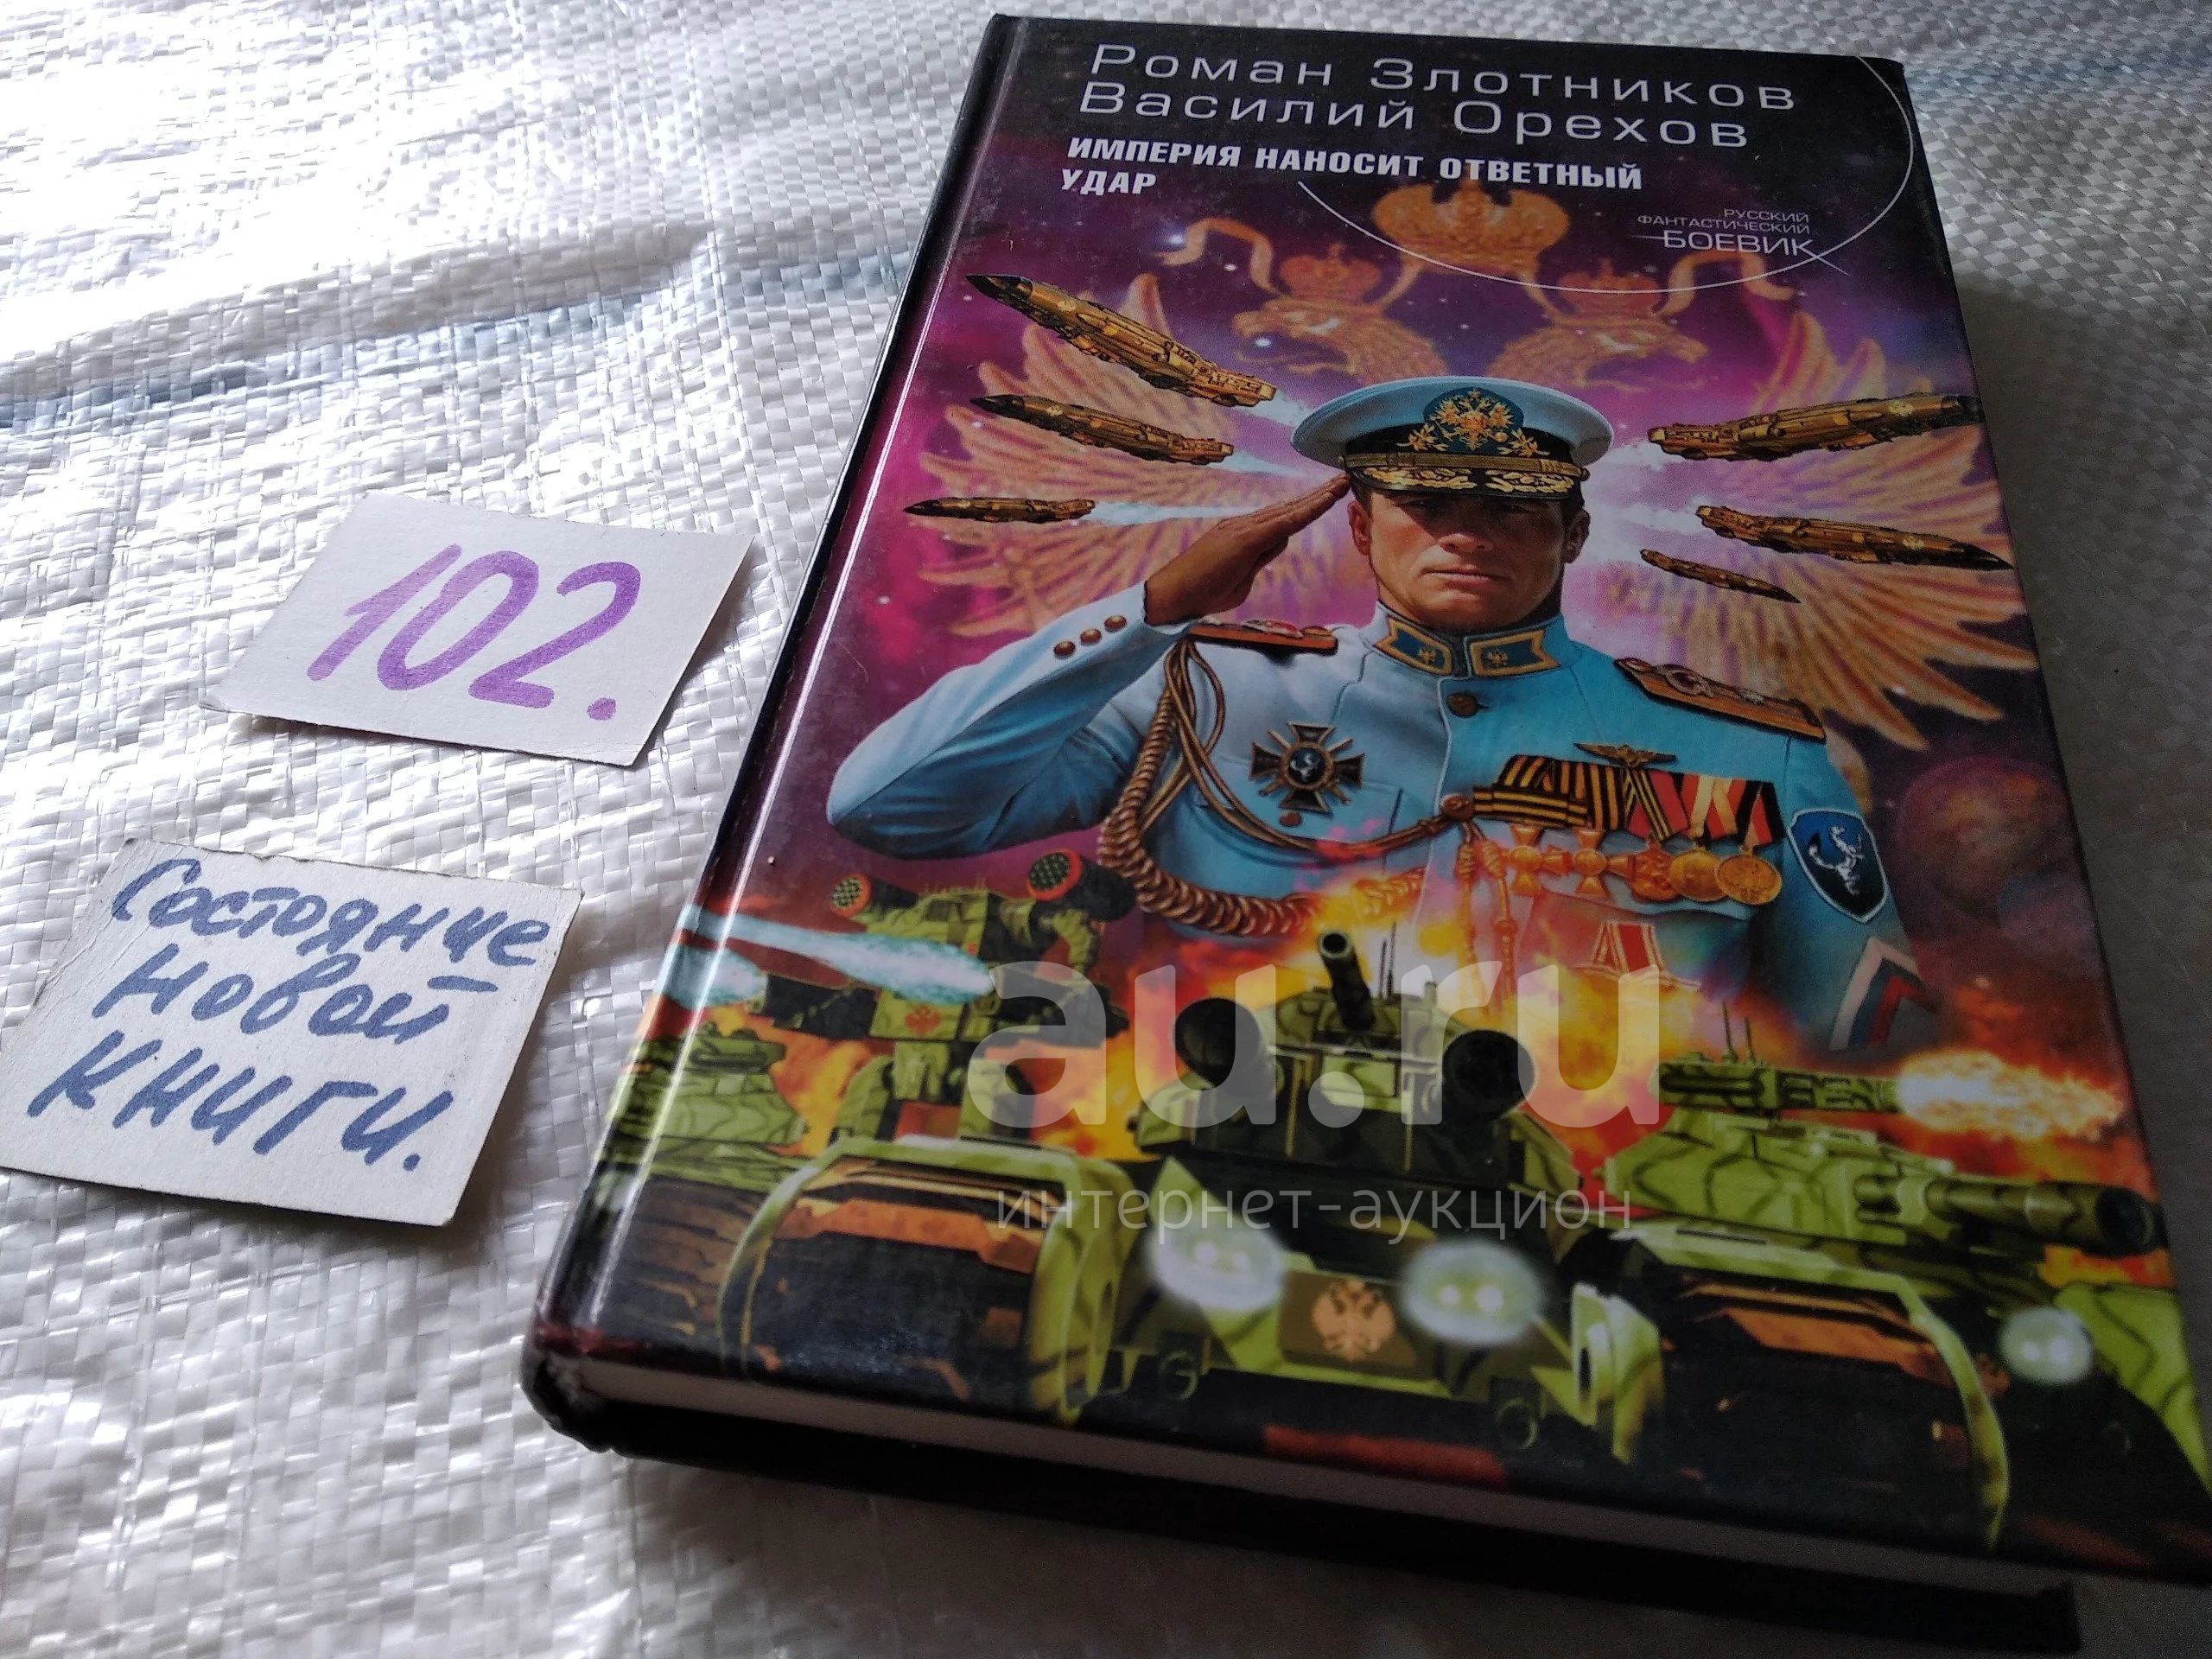 Роман Злотников
Василий Орехов
ИМПЕРИЯ НАНОСИТ ОТВЕТНЫЙ
УДАР
РУССКИЙ
ФАНТАСТИЧЕСКИЙ
БОЕВИК
102.
Состояние
новой
книги.
au.ru
интернет-аукцион